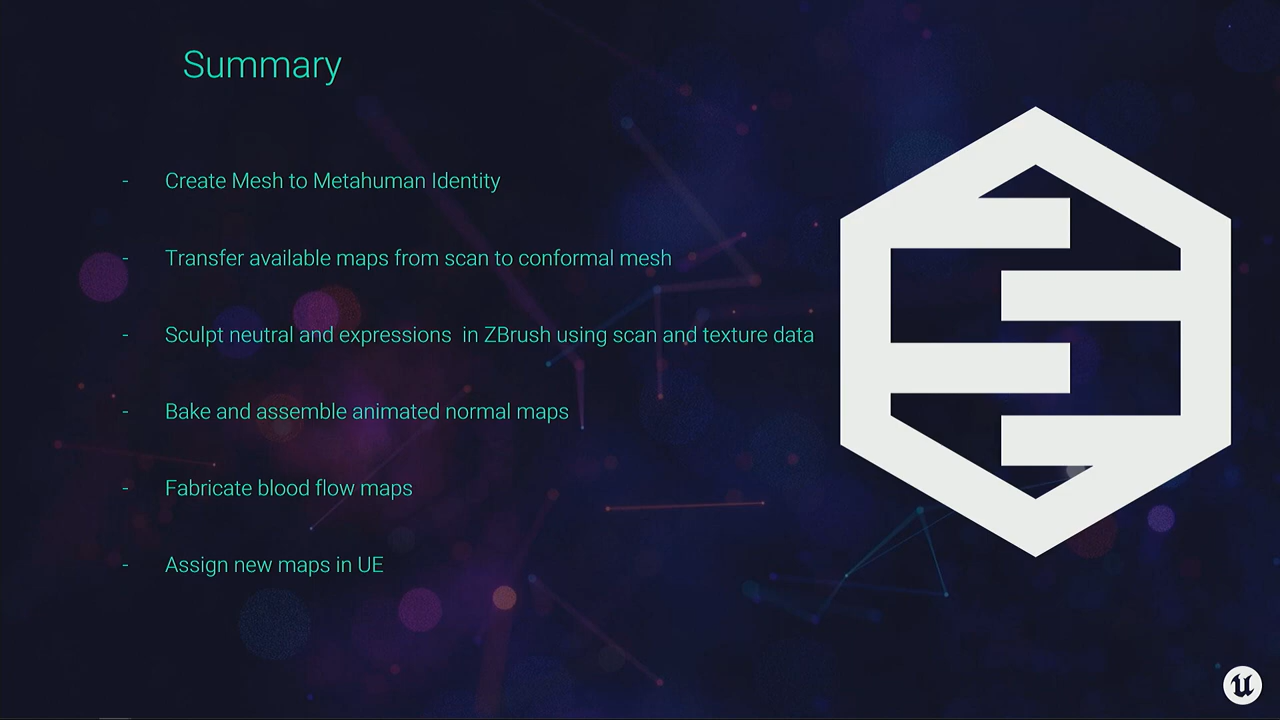 Summary
- Create Mesh to Metahuman Identity
- Transfer available maps from scan to conformal mesh
- Sculpt neutral and expressions  in ZBrush using scan and texture data
- Bake and assemble animated normal maps
- Fabricate blood flow maps
- Assign new maps in UE